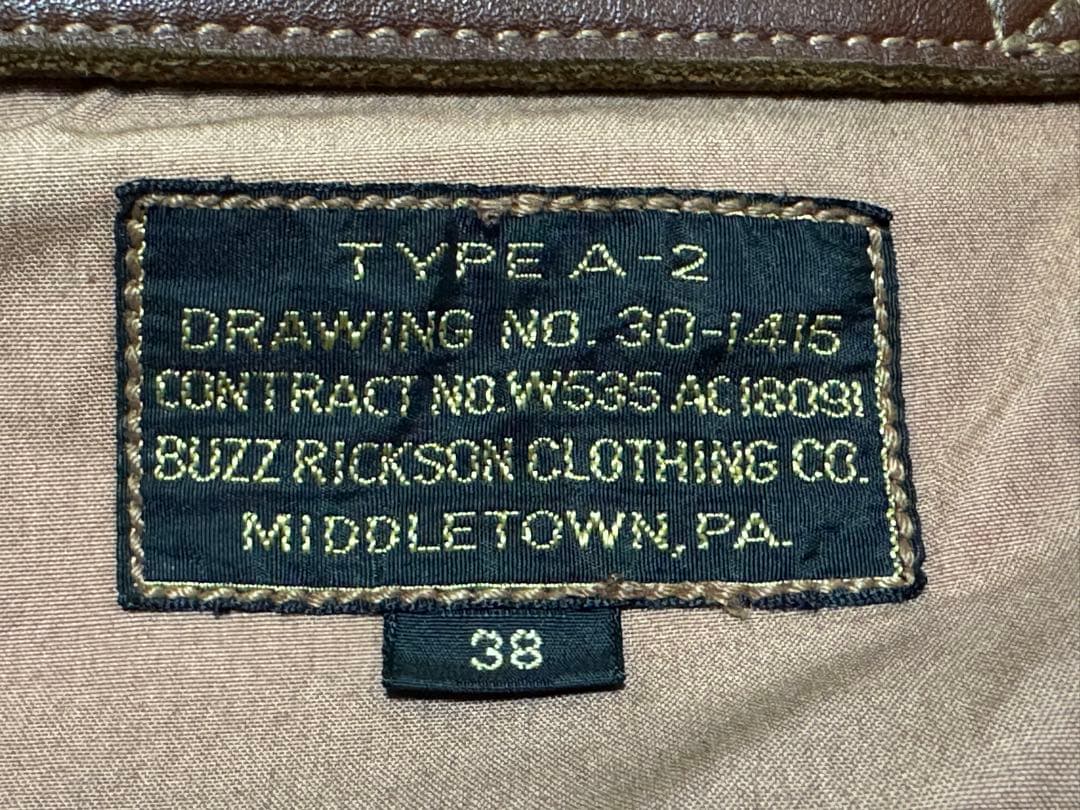 TYPE A-2
DRAWING NO. 30-1415
CONTRACT NO. W535 AC18091
BUZZ RICKSON CLOTHING CO.
MIDDLETOWN, PA.
38